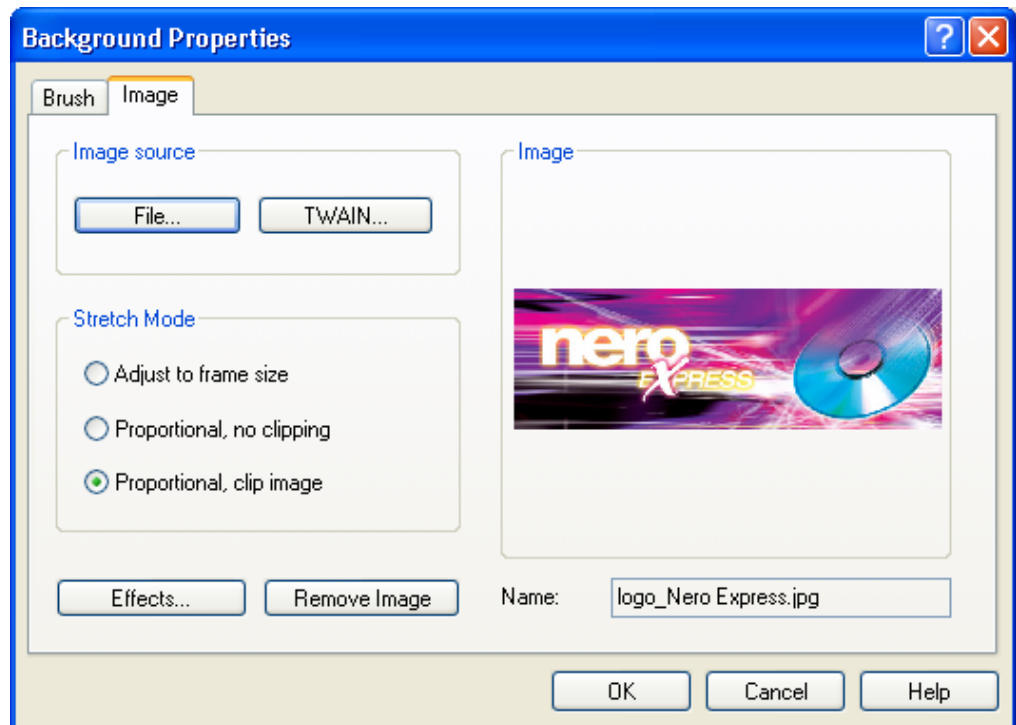 Background Properties
Brush
Image
Image source
File...
TWAIN...
Stretch Mode
Adjust to frame size
Proportional, no clipping
Proportional, clip image
Effects...
Remove Image
Image
nero
EXPRESS
Name:
logo_Nero Express.jpg
OK
Cancel
Help